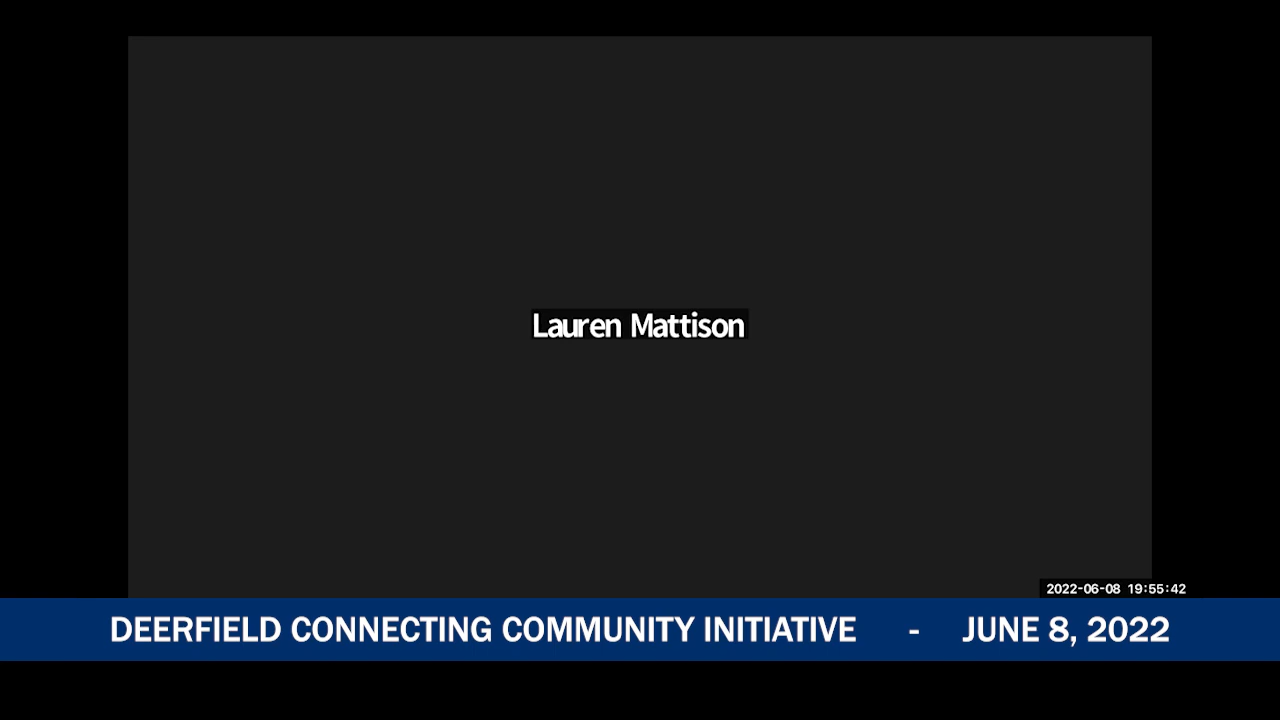 Lauren Mattison
2022-06-08 19:55:42
DEERFIELD CONNECTING COMMUNITY INITIATIVE - JUNE 8, 2022